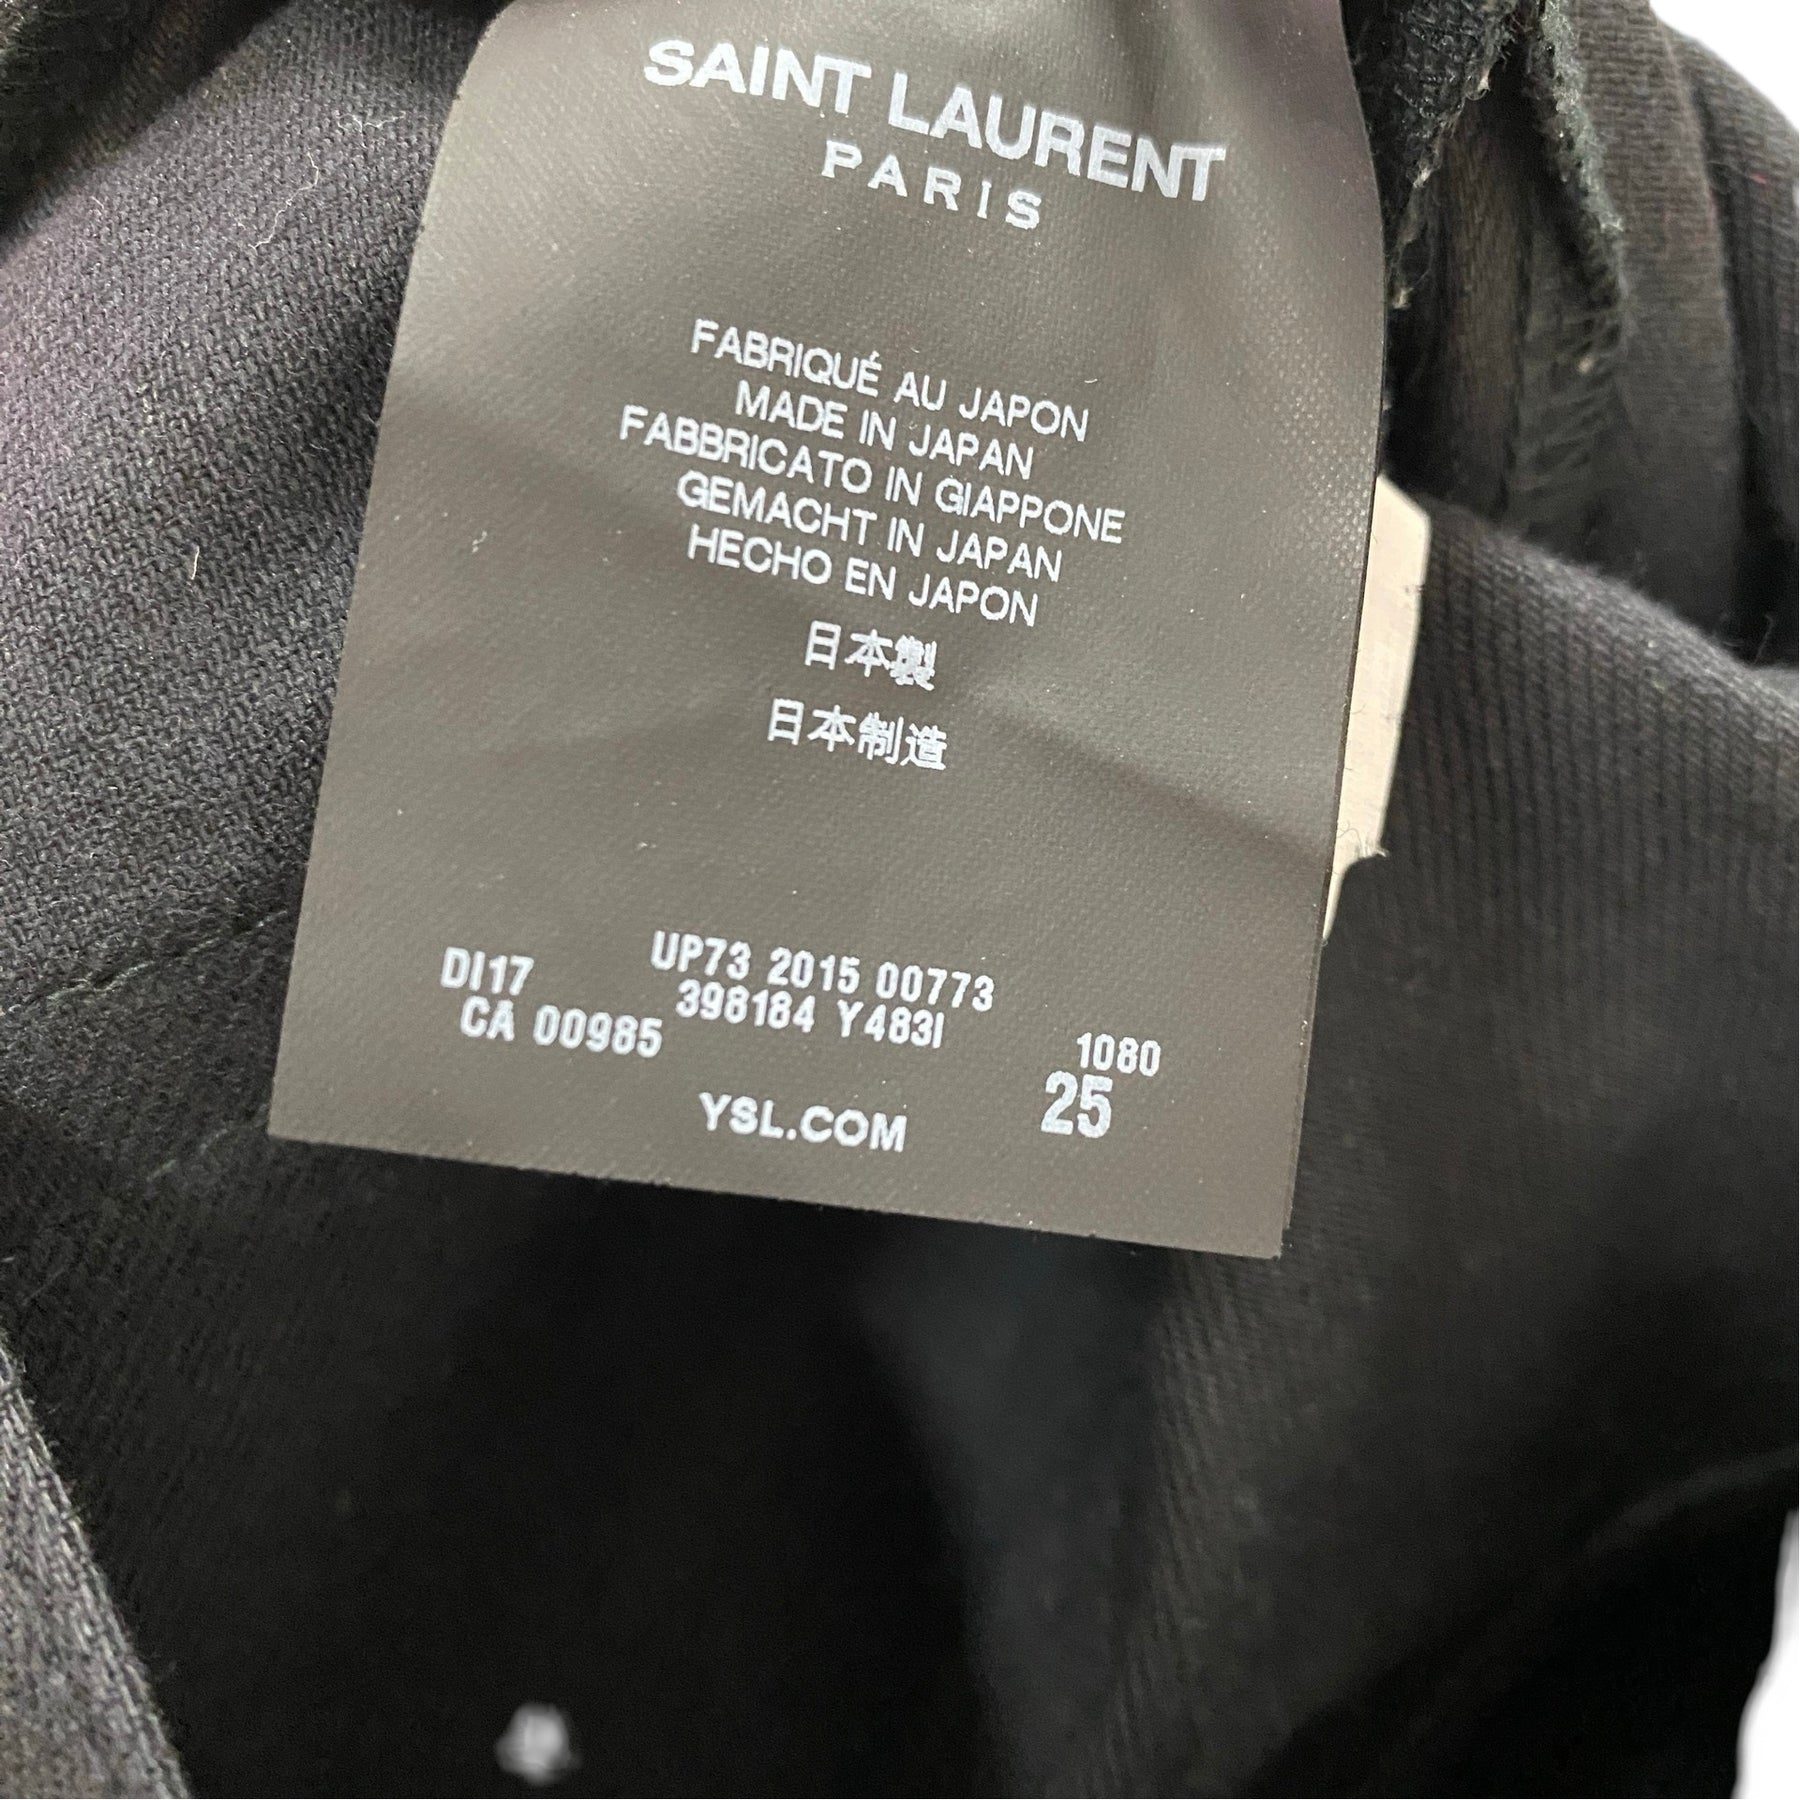 SAINT LAURENT
PARIS
FABRIQUÉ AU JAPON
MADE IN JAPAN
FABBRICATO IN GIAPPONE
GEMACHT IN JAPAN
HECHO EN JAPON
日本製
日本制造
DI17 UP73 2015 00773
CA 00985 398184 Y483I 1080
25
YSL.COM